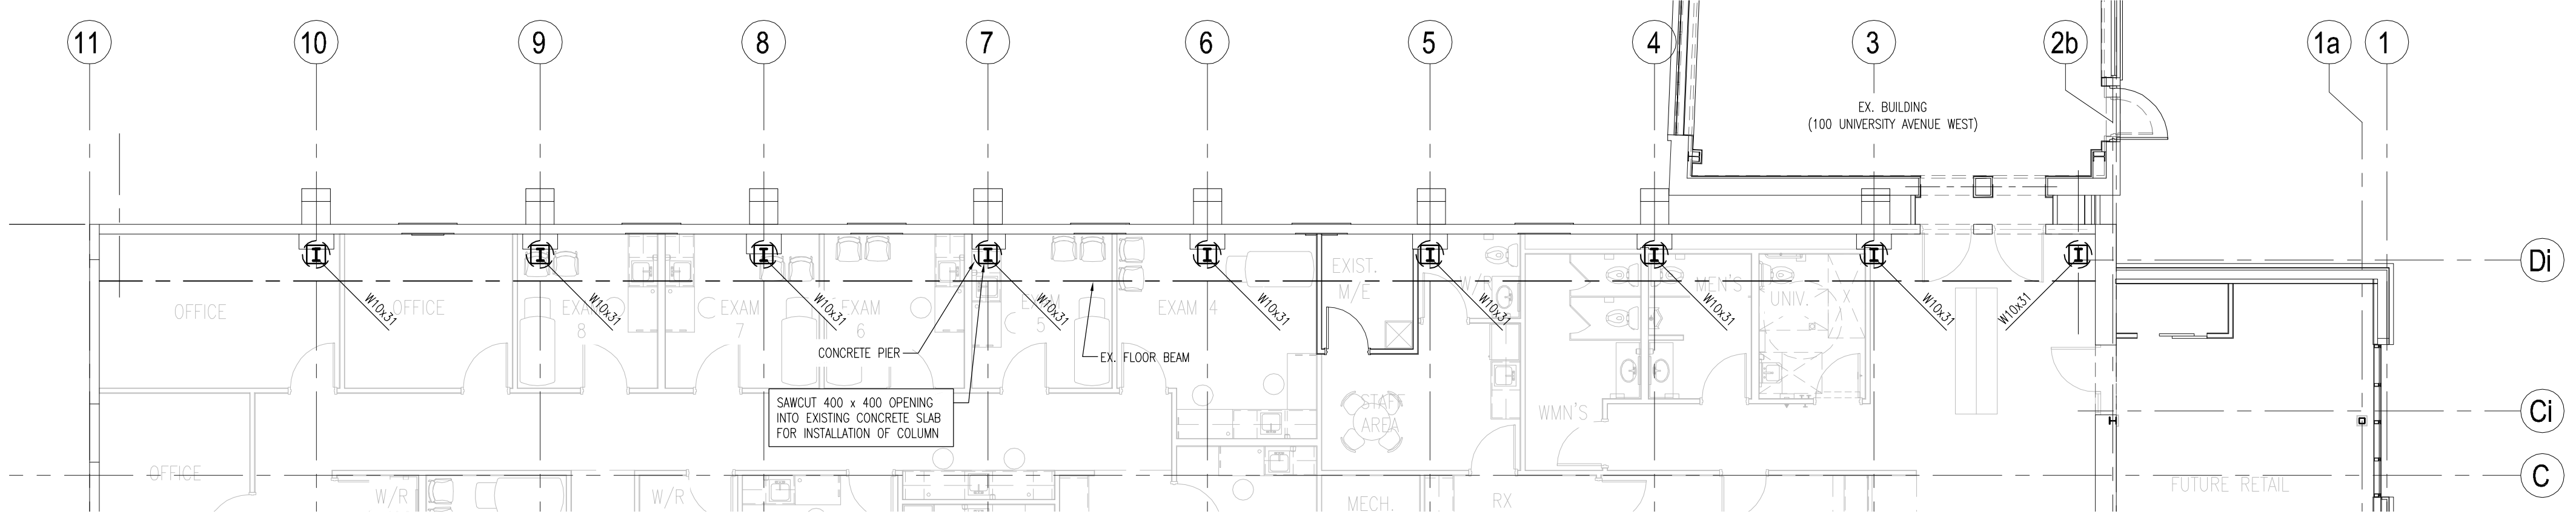 11 10 9 8 7 6 5 4 3 2b 1a 1
EX. BUILDING
(100 UNIVERSITY AVENUE WEST)
Di
EXIST.
M/E
W/R
MEN'S
UNIV.
OFFICE
OFFICE
EXAM
8
EXAM
7
EXAM
6
EXAM
5
EXAM 4
W10x31
W10x31
W10x31
W10x31
W10x31
W10x31
W10x31
W10x31
W10x31
CONCRETE PIER
EX. FLOOR BEAM
SAWCUT 400 x 400 OPENING
INTO EXISTING CONCRETE SLAB
FOR INSTALLATION OF COLUMN
STAFF
AREA
WMN'S
Ci
OFFICE
C
W/R
W/R
MECH.
RX
FUTURE RETAIL